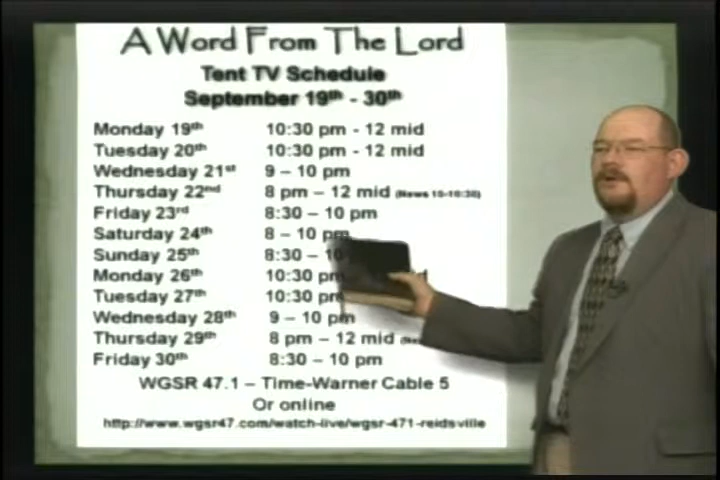 A Word From The Lord
Tent TV Schedule
September 19th - 30th
Monday 19th 10:30 pm - 12 mid
Tuesday 20th 10:30 pm - 12 mid
Wednesday 21st 9 – 10 pm
Thursday 22nd 8 pm – 12 mid (News 10-10:30)
Friday 23rd 8:30 – 10 pm
Saturday 24th 8 – 10 pm
Sunday 25th 8:30 – 10
Monday 26th 10:30 pm
Tuesday 27th 10:30 pm
Wednesday 28th 9 – 10 pm
Thursday 29th 8 pm – 12 mid
Friday 30th 8:30 – 10 pm
WGSR 47.1 – Time-Warner Cable 5
Or online
http://www.wgsr47.com/watch-live/wgsr-471-reidsville